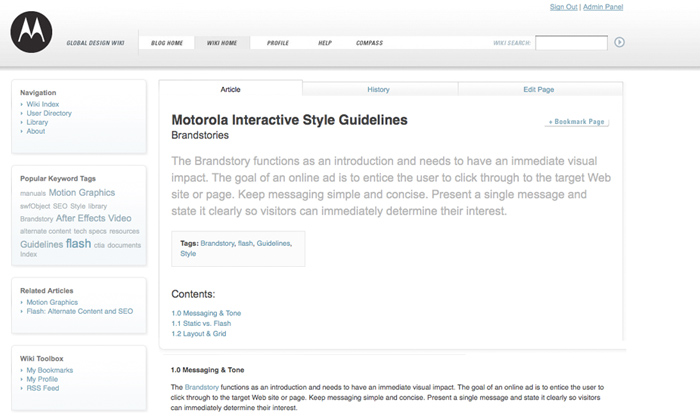 Sign Out | Admin Panel
GLOBAL DESIGN WIKI
BLOG HOME
WIKI HOME
PROFILE
HELP
COMPASS
WIKI SEARCH:
Navigation
Wiki Index
User Directory
Library
About
Popular Keyword Tags
manuals Motion Graphics
swfObject SEO Style library
Brandstory After Effects Video
alternate content tech specs resources
Guidelines flash ctia documents
Index
Related Articles
Motion Graphics
Flash: Alternate Content and SEO
Wiki Toolbox
My Bookmarks
My Profile
RSS Feed
Article
History
Edit Page
Motorola Interactive Style Guidelines
+ Bookmark Page
Brandstories
The Brandstory functions as an introduction and needs to have an immediate visual
impact. The goal of an online ad is to entice the user to click through to the target Web
site or page. Keep messaging simple and concise. Present a single message and
state it clearly so visitors can immediately determine their interest.
Tags: Brandstory, flash, Guidelines,
Style
Contents:
1.0 Messaging & Tone
1.1 Static vs. Flash
1.2 Layout & Grid
1.0 Messaging & Tone
The Brandstory functions as an introduction and needs to have an immediate visual impact. The goal of an online ad is to entice the user to
click through to the target Web site or page. Keep messaging simple and concise. Present a single message and state it clearly so visitors
can immediately determine their interest.